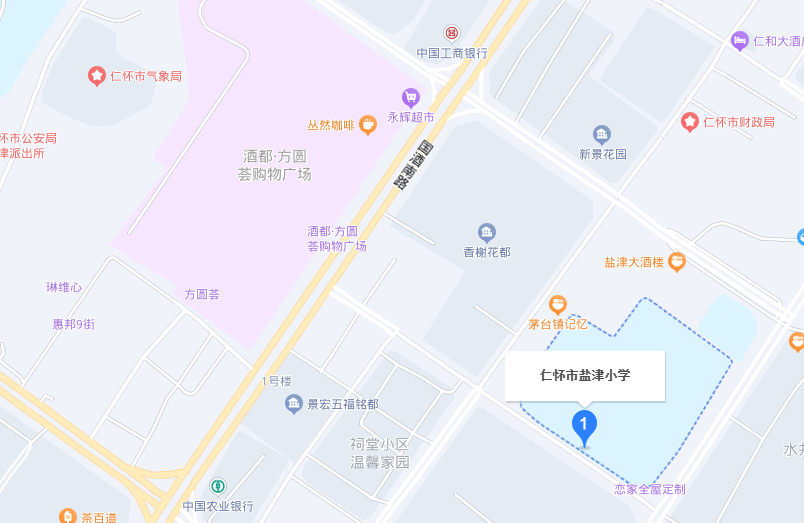 中国工商银行
仁和大酒店
仁怀市气象局
永辉超市
丛然咖啡
仁怀市财政局
怀市公安局
津派出所
国酒南路
酒都·方圆
荟购物广场
新景花园
酒都·方圆
荟购物广场
香榭花都
盐津大酒楼
琳维心
方圆荟
惠邦9街
茅台镇记忆
仁怀市盐津小学
1号楼
景宏五福铭都
1
祠堂小区
温馨家园
水井
恋家全屋定制
中国农业银行
茶百道